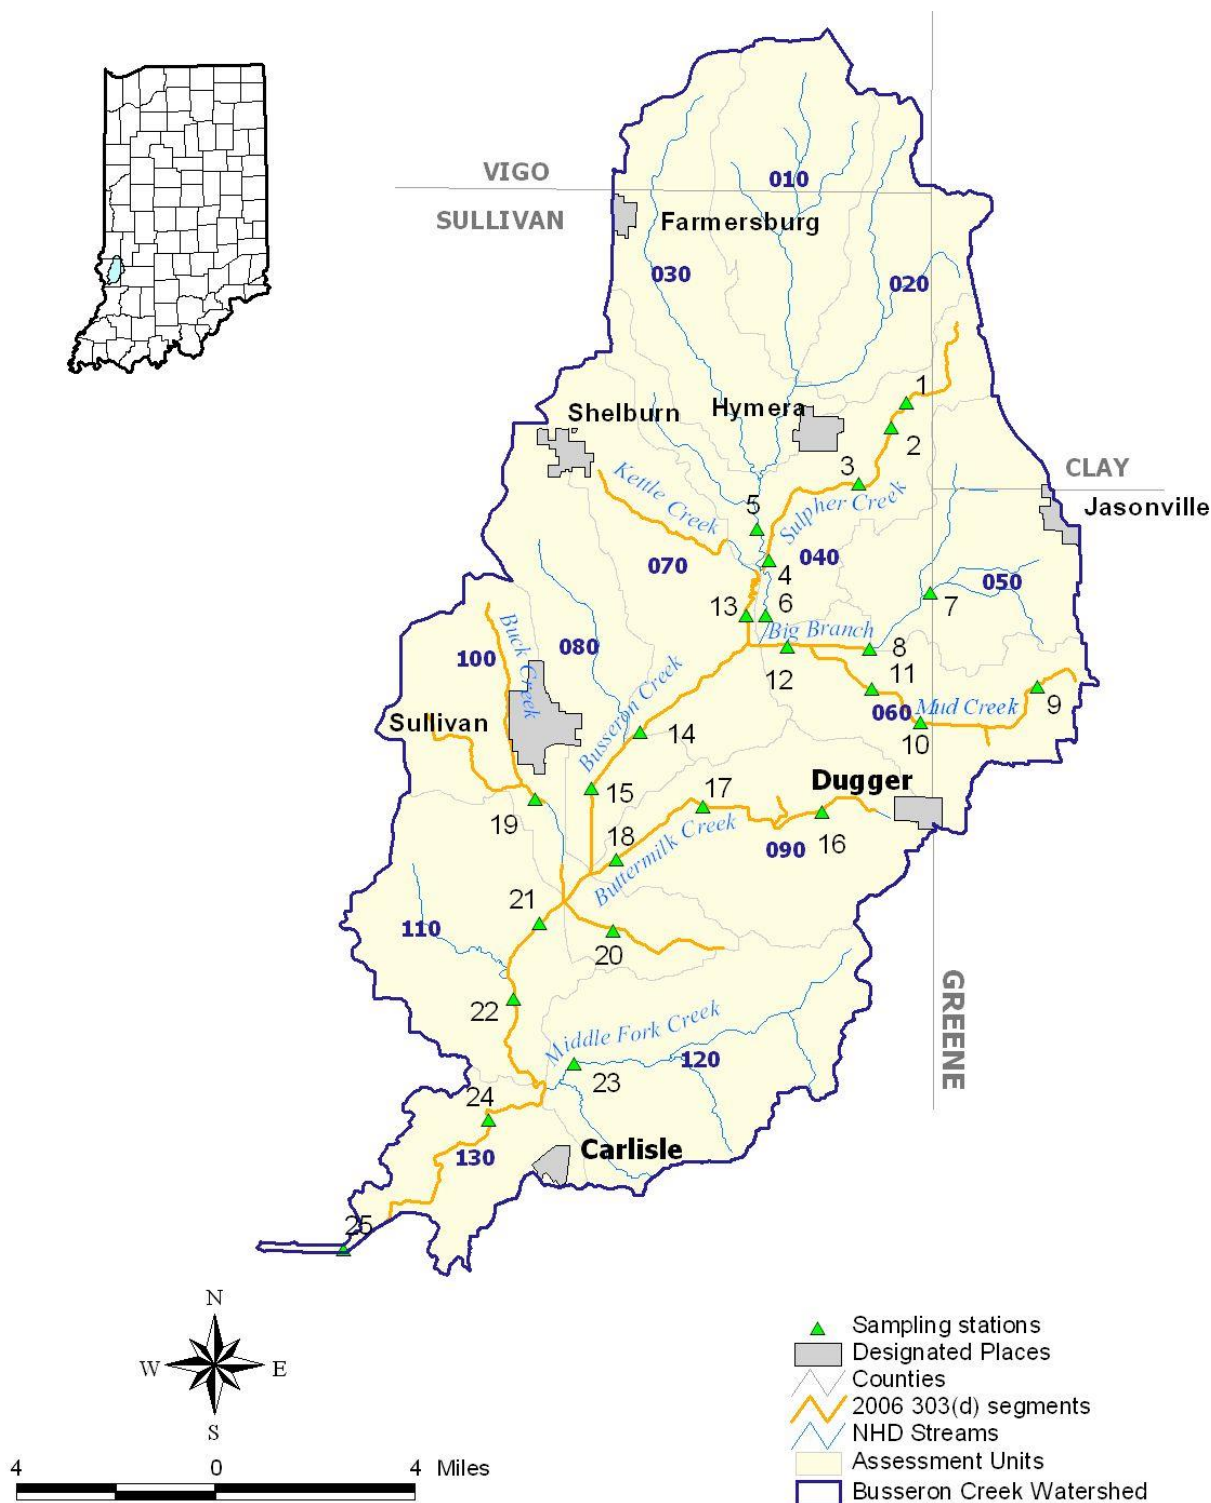 VIGO
SULLIVAN
010
Farmersburg
030
020
1
Shelburn
Hymera
2
3
CLAY
Jasonville
Kettle Creek
5
Sulpher Creek
070
4
040
050
7
13
6
Big Branch
8
12
11
100
Buck Creek
080
060
Mud Creek
9
10
Sullivan
Busseron Creek
14
Dugger
15
17
19
18
Buttermilk Creek
090
16
21
110
20
22
GREENE
Middle Fork Creek
23
120
24
Carlisle
130
25
N
W
E
S
4
0
4
Miles
Sampling stations
Designated Places
Counties
2006 303(d) segments
NHD Streams
Assessment Units
Busseron Creek Watershed